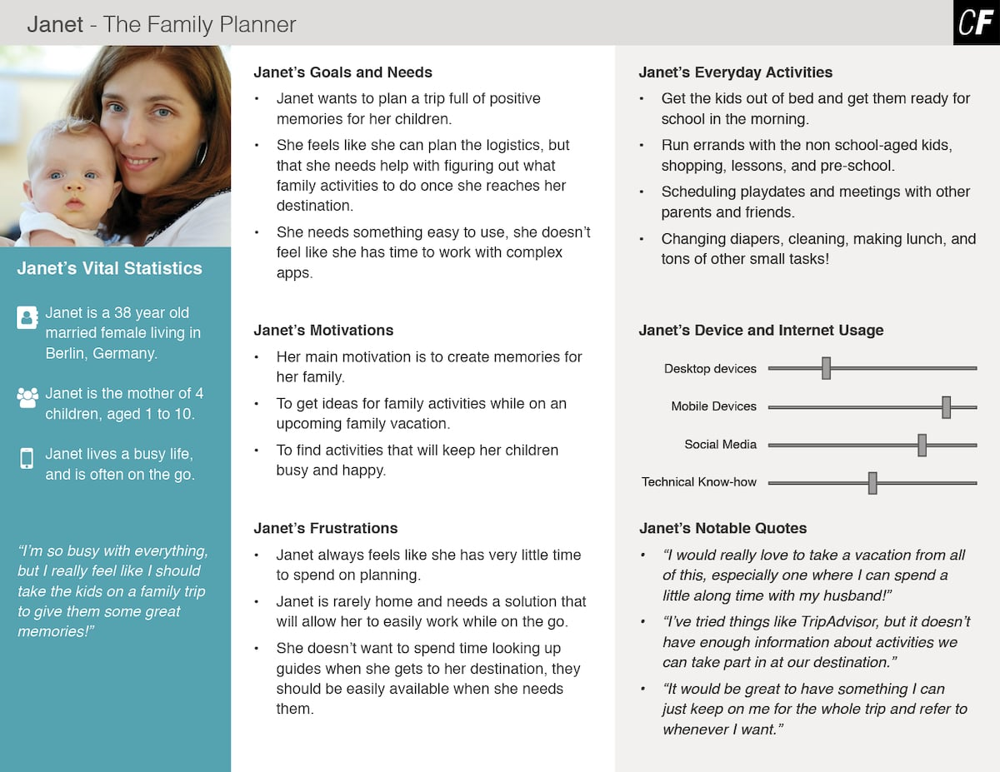 Janet - The Family Planner
CF
Janet’s Vital Statistics
Janet is a 38 year old
married female living in
Berlin, Germany.
Janet is the mother of 4
children, aged 1 to 10.
Janet lives a busy life,
and is often on the go.
“I’m so busy with everything,
but I really feel like I should
take the kids on a family trip
to give them some great
memories!”
Janet’s Goals and Needs
• Janet wants to plan a trip full of positive
memories for her children.
• She feels like she can plan the logistics, but
that she needs help with figuring out what
family activities to do once she reaches her
destination.
• She needs something easy to use, she doesn’t
feel like she has time to work with complex
apps.
Janet’s Motivations
• Her main motivation is to create memories for
her family.
• To get ideas for family activities while on an
upcoming family vacation.
• To find activities that will keep her children
busy and happy.
Janet’s Frustrations
• Janet always feels like she has very little time
to spend on planning.
• Janet is rarely home and needs a solution that
will allow her to easily work while on the go.
• She doesn’t want to spend time looking up
guides when she gets to her destination, they
should be easily available when she needs
them.
Janet’s Everyday Activities
• Get the kids out of bed and get them ready for
school in the morning.
• Run errands with the non school-aged kids,
shopping, lessons, and pre-school.
• Scheduling playdates and meetings with other
parents and friends.
• Changing diapers, cleaning, making lunch, and
tons of other small tasks!
Janet’s Device and Internet Usage
Desktop devices
Mobile Devices
Social Media
Technical Know-how
Janet’s Notable Quotes
• “I would really love to take a vacation from all
of this, especially one where I can spend a
little along time with my husband!”
• “I’ve tried things like TripAdvisor, but it doesn’t
have enough information about activities we
can take part in at our destination.”
• “It would be great to have something I can
just keep on me for the whole trip and refer to
whenever I want.”